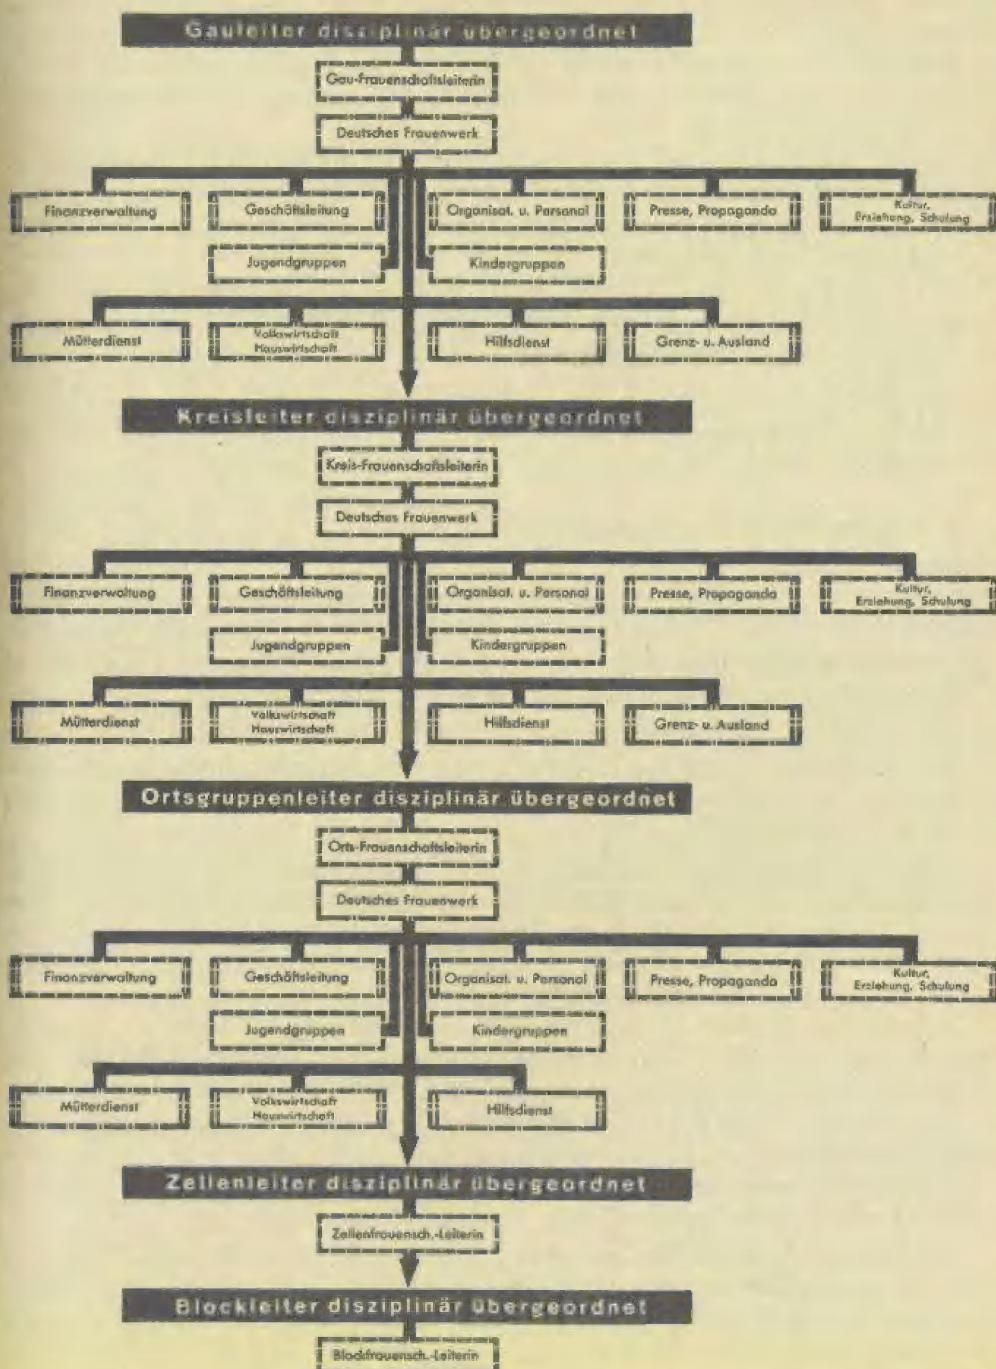 Gauleiter disziplinär übergeordnet
Gau-Frauenschaftsleiterin
Deutsches Frauenwerk
Finanzverwaltung
Geschäftsleitung
Organisat. u. Personal
Presse, Propaganda
Kultur,
Erziehung, Schulung
Jugendgruppen
Kindergruppen
Mütterdienst
Volkswirtschaft
Hauswirtschaft
Hilfsdienst
Grenz- u. Ausland
Kreisleiter disziplinär übergeordnet
Kreis-Frauenschaftsleiterin
Deutsches Frauenwerk
Finanzverwaltung
Geschäftsleitung
Organisat. u. Personal
Presse, Propaganda
Kultur,
Erziehung, Schulung
Jugendgruppen
Kindergruppen
Mütterdienst
Volkswirtschaft
Hauswirtschaft
Hilfsdienst
Grenz- u. Ausland
Ortsgruppenleiter disziplinär übergeordnet
Orts-Frauenschaftsleiterin
Deutsches Frauenwerk
Finanzverwaltung
Geschäftsleitung
Organisat. u. Personal
Presse, Propaganda
Kultur,
Erziehung, Schulung
Jugendgruppen
Kindergruppen
Mütterdienst
Volkswirtschaft
Hauswirtschaft
Hilfsdienst
Zellenleiter disziplinär übergeordnet
Zellenfrauensch.-Leiterin
Blockleiter disziplinär übergeordnet
Blockfrauensch.-Leiterin